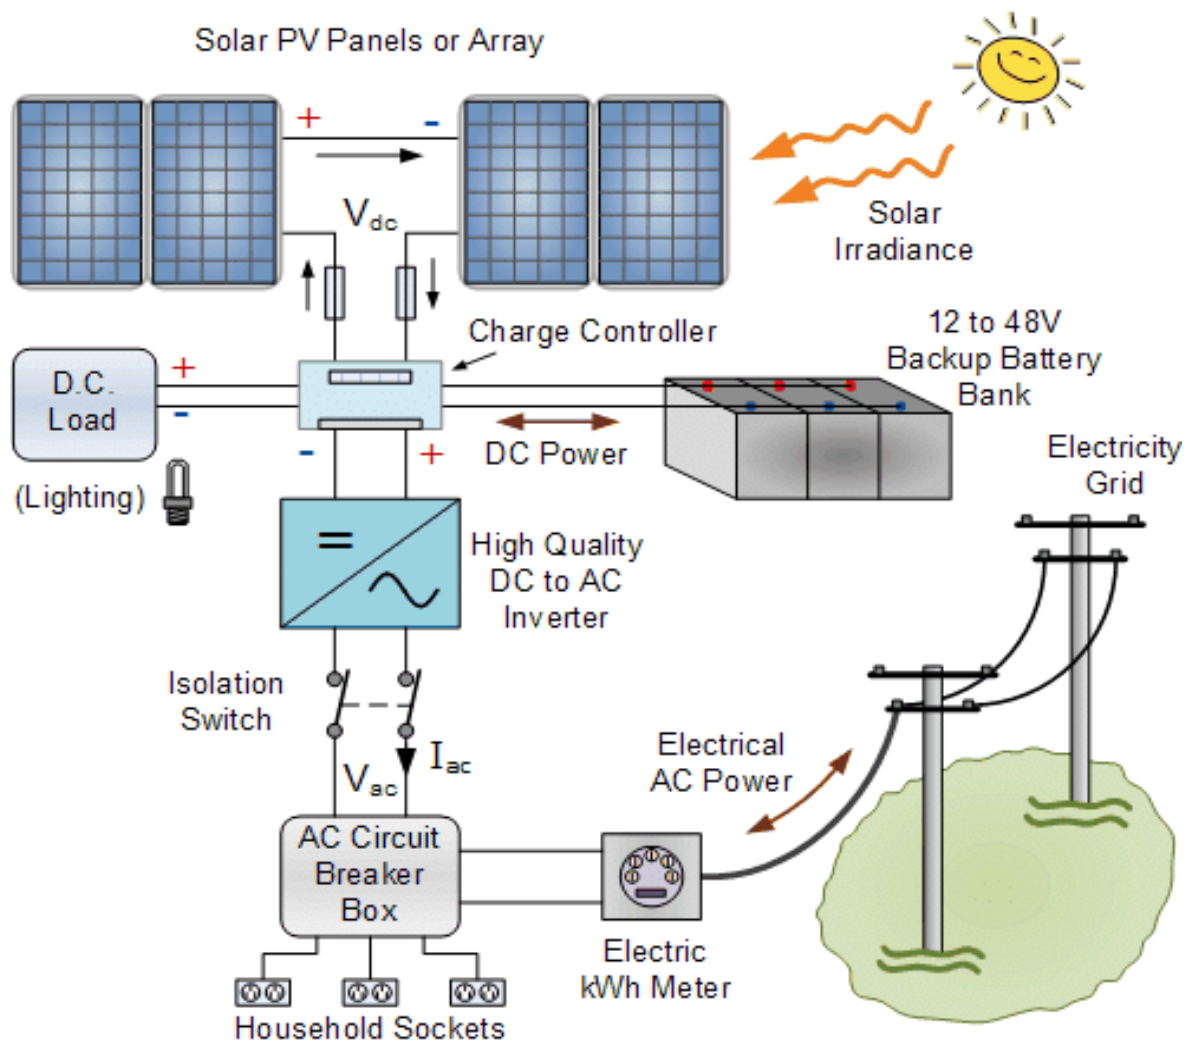 Solar PV Panels or Array
+
-
Solar
Irradiance
Vdc
Charge Controller
12 to 48V
Backup Battery
Bank
D.C.
Load
+
-
DC Power
(Lighting)
-
+
Electricity
Grid
=
High Quality
DC to AC
Inverter
Isolation
Switch
Iac
Vac
Electrical
AC Power
AC Circuit
Breaker
Box
Electric
kWh Meter
Household Sockets